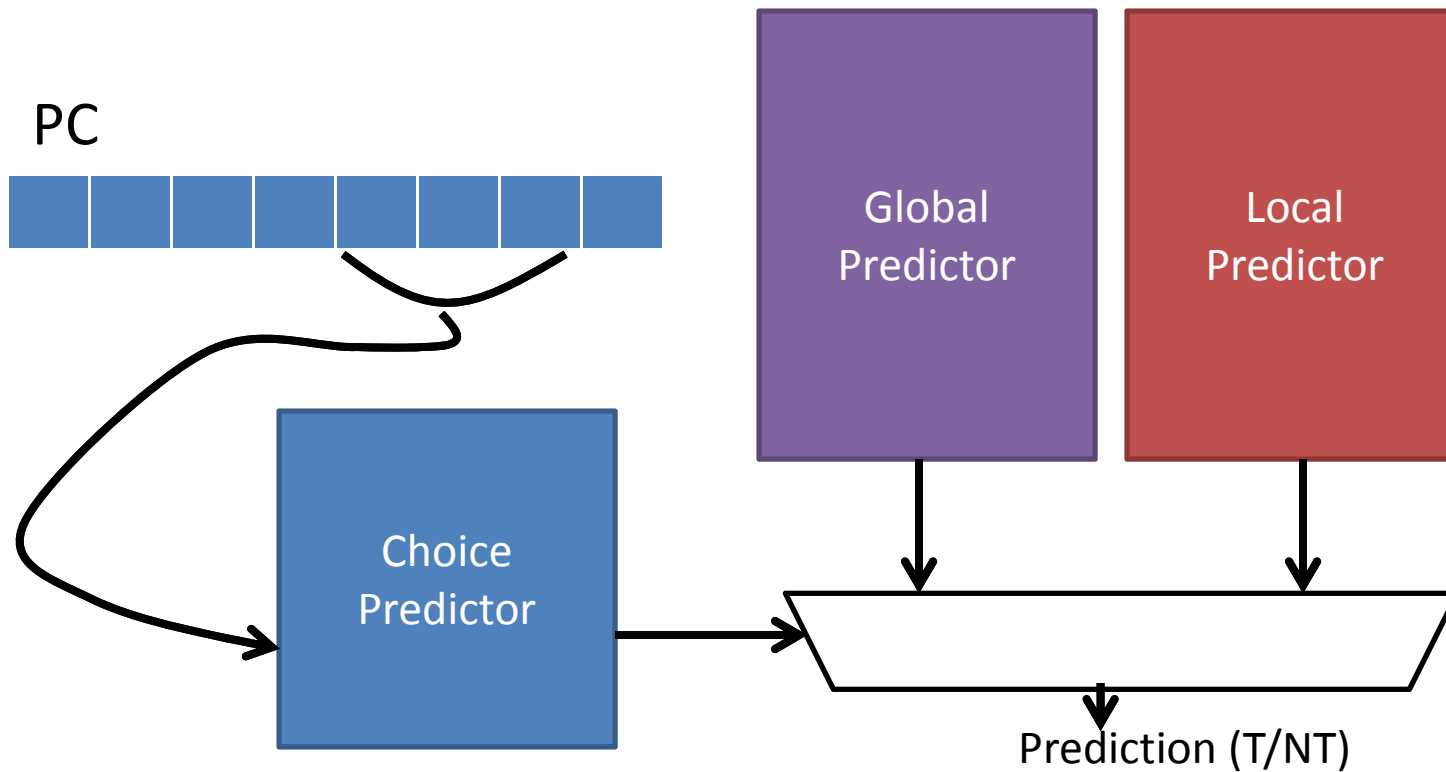 PC
Global
Predictor
Local
Predictor
Choice
Predictor
Prediction (T/NT)